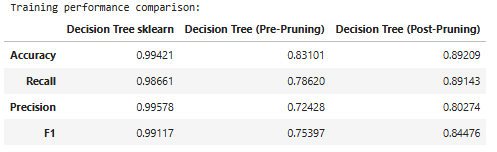 Training performance comparison:
Decision Tree sklearn Decision Tree (Pre-Pruning) Decision Tree (Post-Pruning)
Accuracy 0.99421 0.83101 0.89209
Recall 0.98661 0.78620 0.89143
Precision 0.99578 0.72428 0.80274
F1 0.99117 0.75397 0.84476